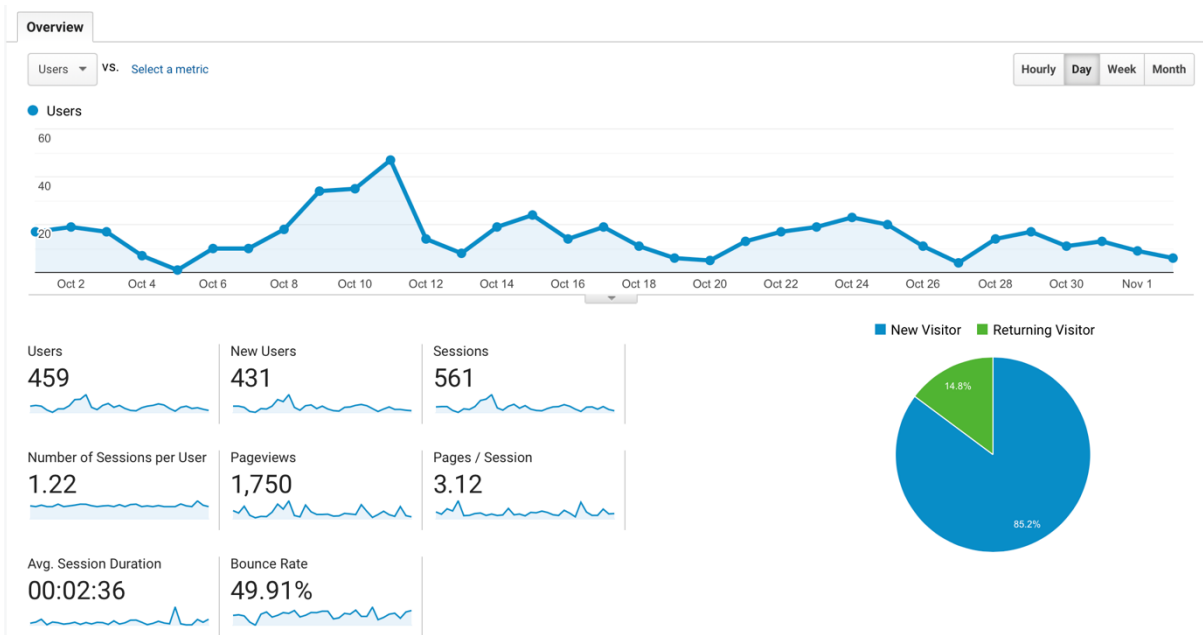 Overview
Users vs. Select a metric Hourly Day Week Month
Users
60
40
20
Oct 2 Oct 4 Oct 6 Oct 8 Oct 10 Oct 12 Oct 14 Oct 16 Oct 18 Oct 20 Oct 22 Oct 24 Oct 26 Oct 28 Oct 30 Nov 1
New Visitor Returning Visitor
Users New Users Sessions
459 431 561
14.8%
Number of Sessions per User Pageviews Pages / Session
1.22 1,750 3.12
85.2%
Avg. Session Duration Bounce Rate
00:02:36 49.91%